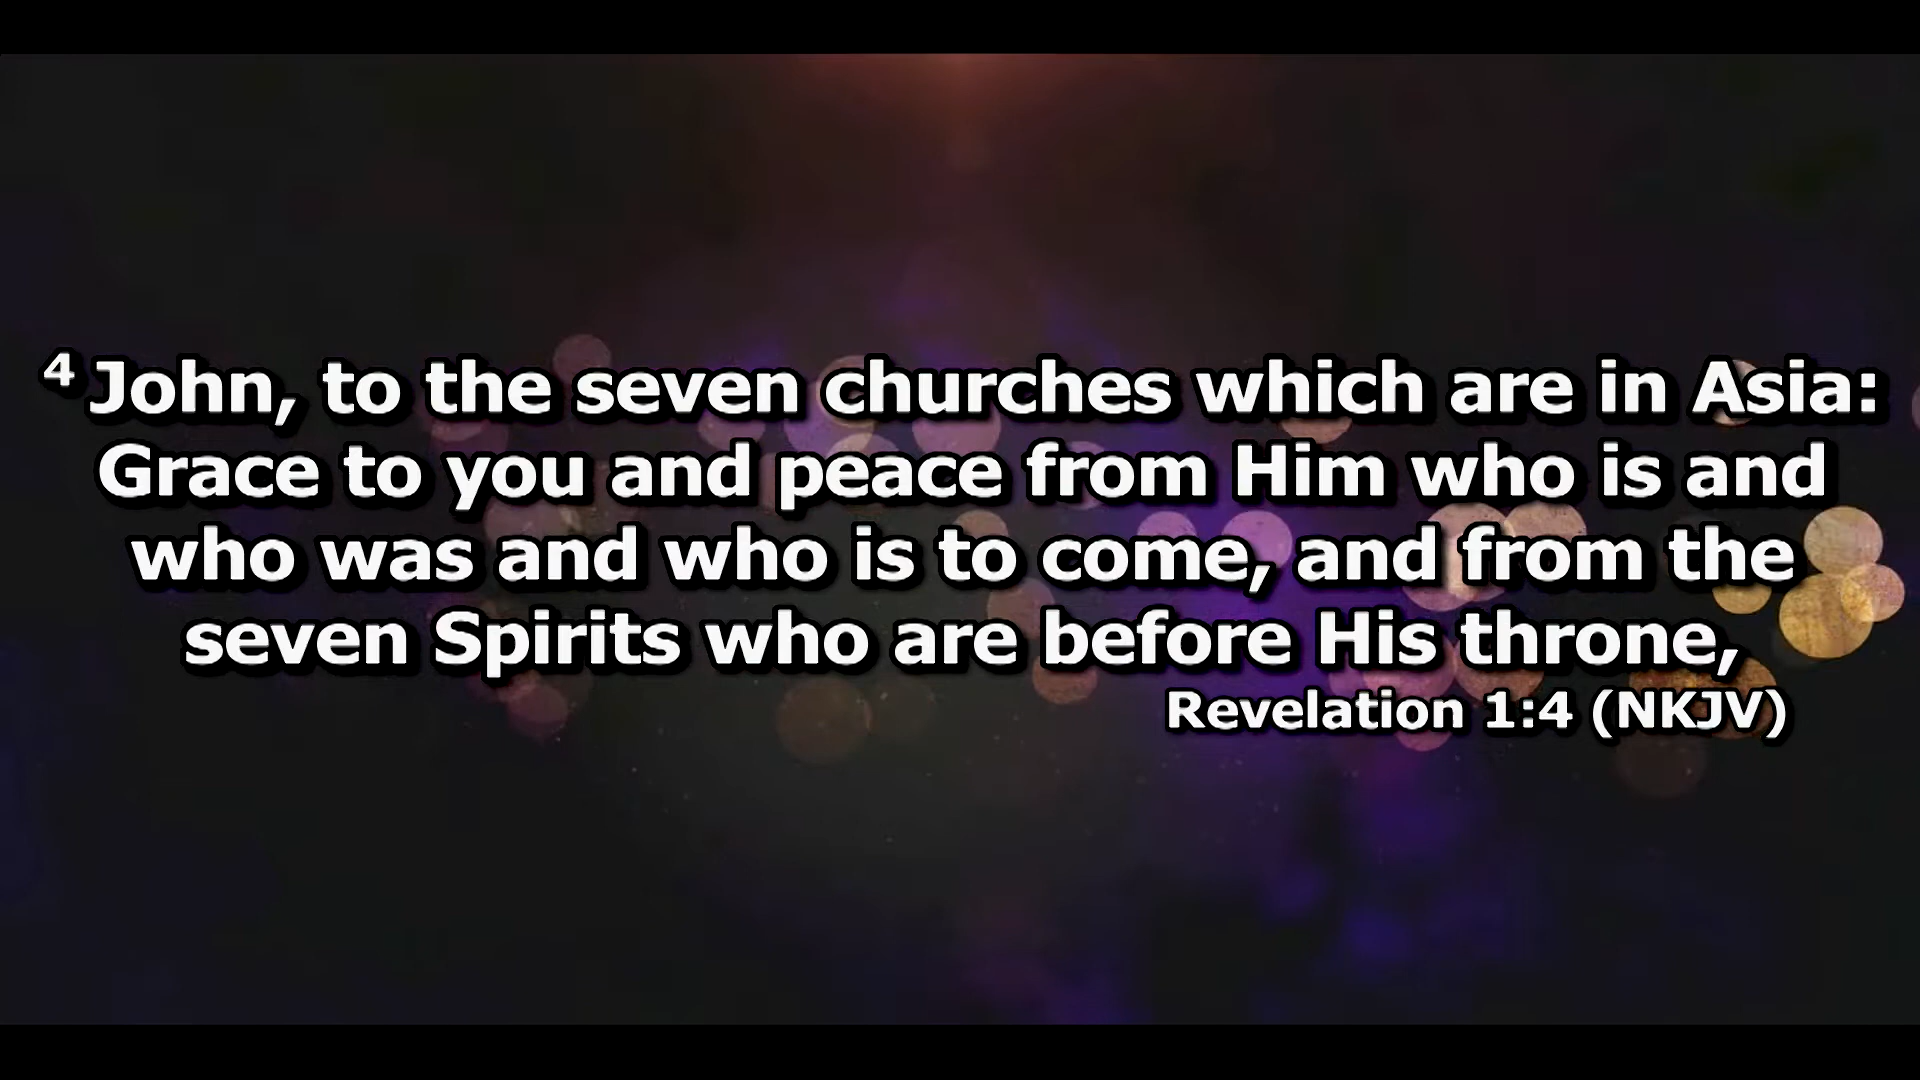 4 John, to the seven churches which are in Asia:
Grace to you and peace from Him who is and
who was and who is to come, and from the
seven Spirits who are before His throne,
Revelation 1:4 (NKJV)